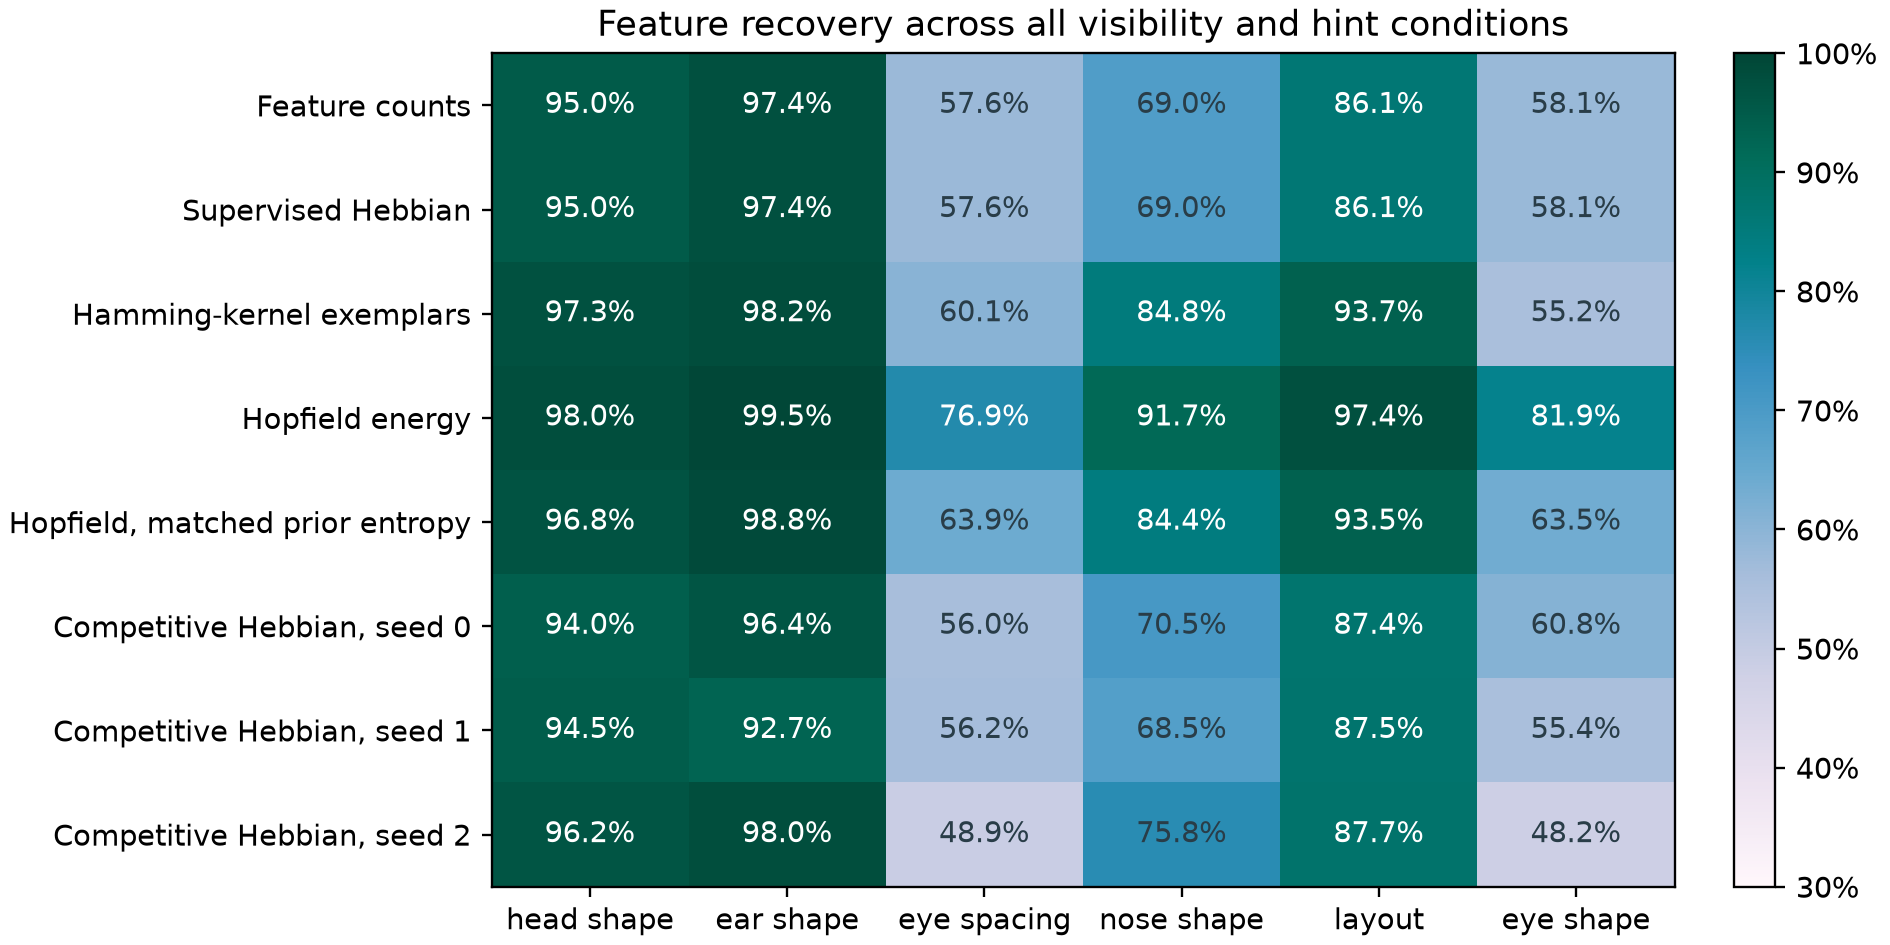 Feature recovery across all visibility and hint conditions
Feature counts 95.0% 97.4% 57.6% 69.0% 86.1% 58.1%
Supervised Hebbian 95.0% 97.4% 57.6% 69.0% 86.1% 58.1%
Hamming-kernel exemplars 97.3% 98.2% 60.1% 84.8% 93.7% 55.2%
Hopfield energy 98.0% 99.5% 76.9% 91.7% 97.4% 81.9%
Hopfield, matched prior entropy 96.8% 98.8% 63.9% 84.4% 93.5% 63.5%
Competitive Hebbian, seed 0 94.0% 96.4% 56.0% 70.5% 87.4% 60.8%
Competitive Hebbian, seed 1 94.5% 92.7% 56.2% 68.5% 87.5% 55.4%
Competitive Hebbian, seed 2 96.2% 98.0% 48.9% 75.8% 87.7% 48.2%
head shape ear shape eye spacing nose shape layout eye shape
100%
90%
80%
70%
60%
50%
40%
30%